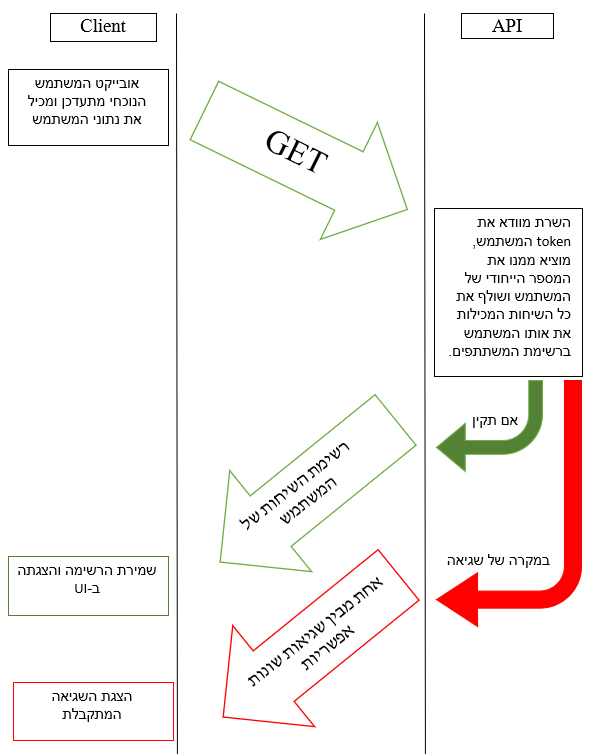 Client
API
אובייקט המשתמש
הנוכחי מתעדכן ומכיל
את נתוני המשתמש
GET
השרת מוודא את
token המשתמש,
מוציא ממנו את
המספר הייחודי של
המשתמש ושולף את
כל השיחות המכילות
את אותו המשתמש
ברשימת המשתתפים.
אם תקין
רשימת השיחות של
המשתמש
במקרה של שגיאה
שמירת הרשימה והצגתה
ב-UI
אחת מבין שגיאות שונות
אפשריות
הצגת השגיאה
המתקבלת